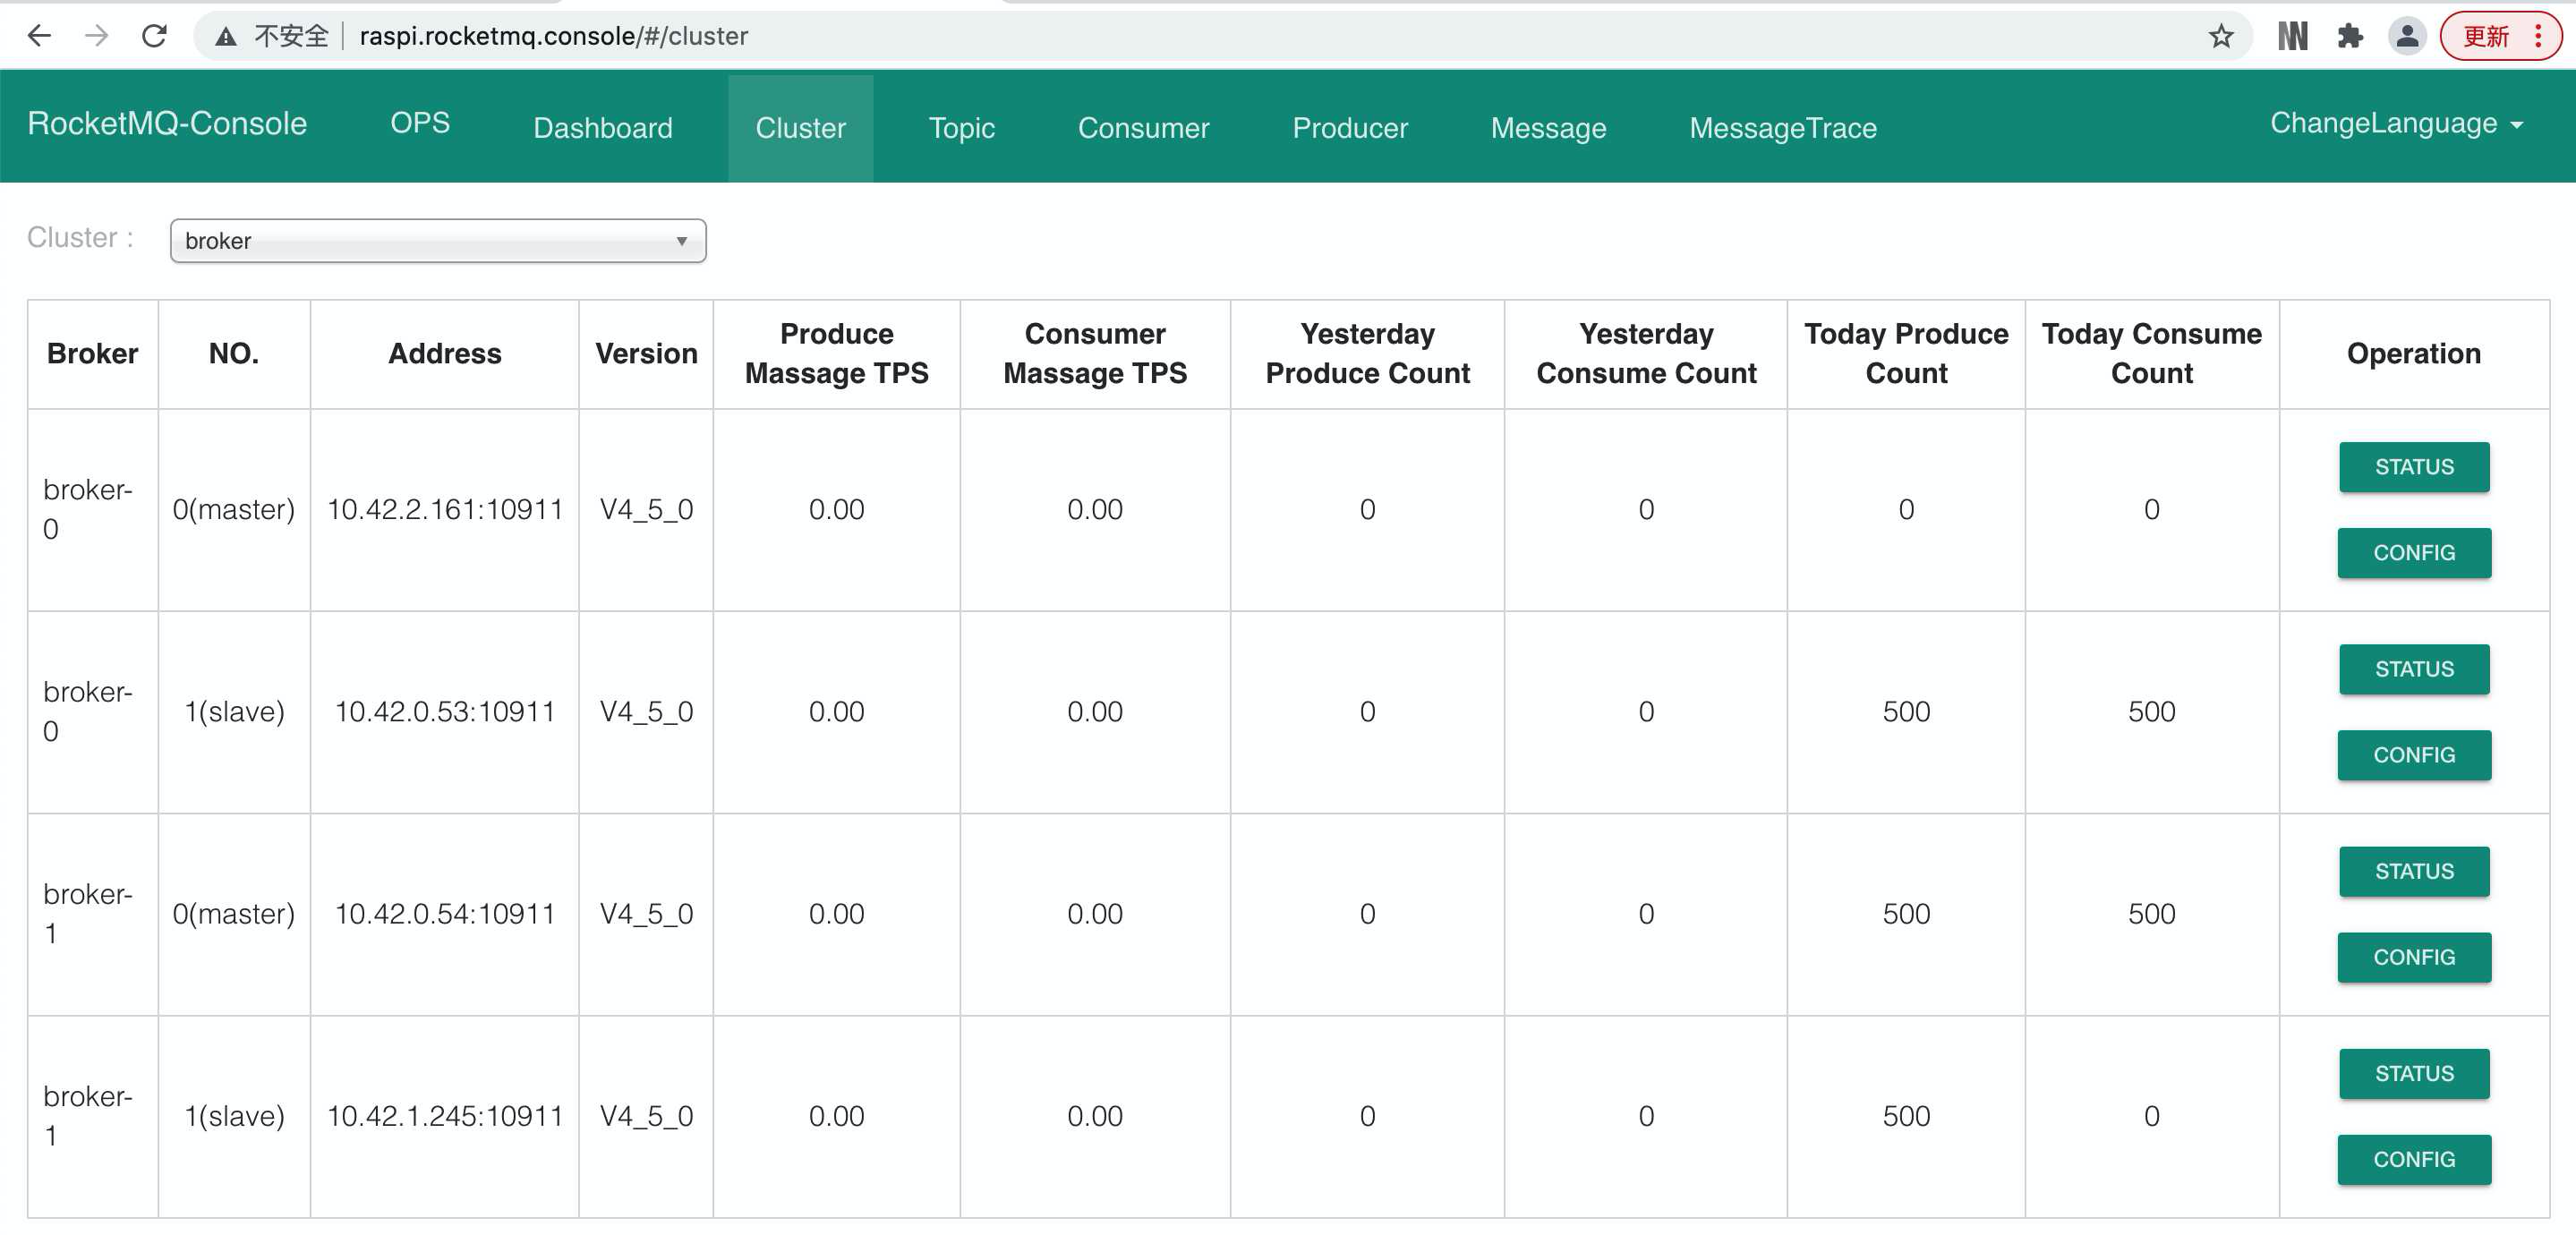 不安全 raspi.rocketmq.console/#/cluster 更新
RocketMQ-Console OPS Dashboard Cluster Topic Consumer Producer Message MessageTrace ChangeLanguage
Cluster : broker
Broker NO. Address Version Produce Massage TPS Consumer Massage TPS Yesterday Produce Count Yesterday Consume Count Today Produce Count Today Consume Count Operation
broker-0 0(master) 10.42.2.161:10911 V4_5_0 0.00 0.00 0 0 0 0 STATUS
CONFIG
broker-0 1(slave) 10.42.0.53:10911 V4_5_0 0.00 0.00 0 0 500 500 STATUS
CONFIG
broker-1 0(master) 10.42.0.54:10911 V4_5_0 0.00 0.00 0 0 500 500 STATUS
CONFIG
broker-1 1(slave) 10.42.1.245:10911 V4_5_0 0.00 0.00 0 0 500 0 STATUS
CONFIG